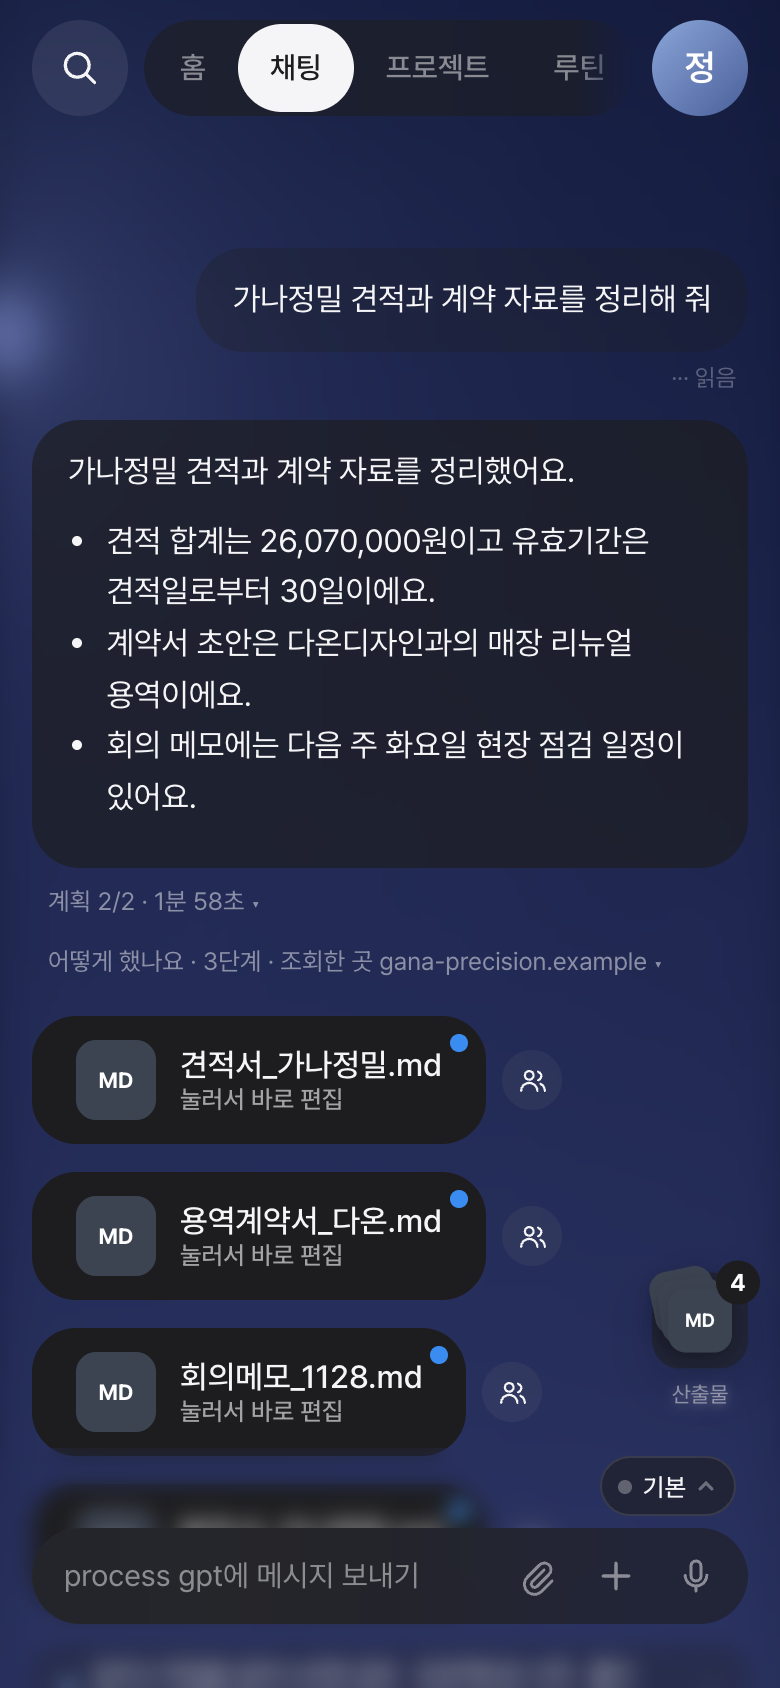 홈
채팅
프로젝트
루틴
정
가나정밀 견적과 계약 자료를 정리해 줘
··· 읽음
가나정밀 견적과 계약 자료를 정리했어요.
• 견적 합계는 26,070,000원이고 유효기간은
견적일로부터 30일이에요.
• 계약서 초안은 다온디자인과의 매장 리뉴얼
용역이에요.
• 회의 메모에는 다음 주 화요일 현장 점검 일정이
있어요.
계획 2/2 · 1분 58초 ▾
어떻게 했나요 · 3단계 · 조회한 곳 gana-precision.example ▾
MD
견적서_가나정밀.md
눌러서 바로 편집
MD
용역계약서_다온.md
눌러서 바로 편집
4
MD
산출물
MD
회의메모_1128.md
눌러서 바로 편집
기본
process gpt에 메시지 보내기